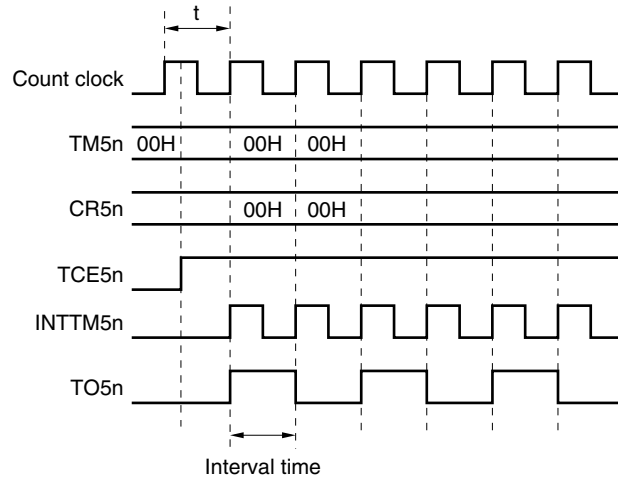 t
Count clock
TM5n 00H 00H 00H
CR5n 00H 00H
TCE5n
INTTM5n
TO5n
Interval time